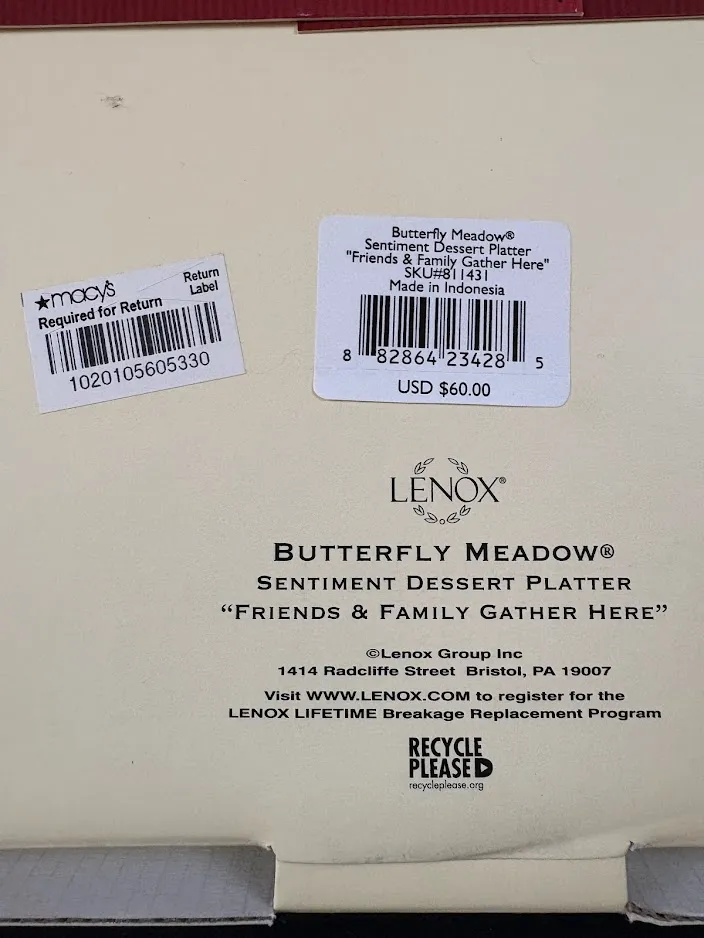 ★macy's
Return
Label
Required for Return
1020105605330
Butterfly Meadow®
Sentiment Dessert Platter
"Friends & Family Gather Here"
SKU#811431
Made in Indonesia
8 82864 23428 5
USD $60.00
LENOX®
BUTTERFLY MEADOW®
SENTIMENT DESSERT PLATTER
“FRIENDS & FAMILY GATHER HERE”
©Lenox Group Inc
1414 Radcliffe Street Bristol, PA 19007
Visit WWW.LENOX.COM to register for the
LENOX LIFETIME Breakage Replacement Program
RECYCLE
PLEASE
recycleplease.org